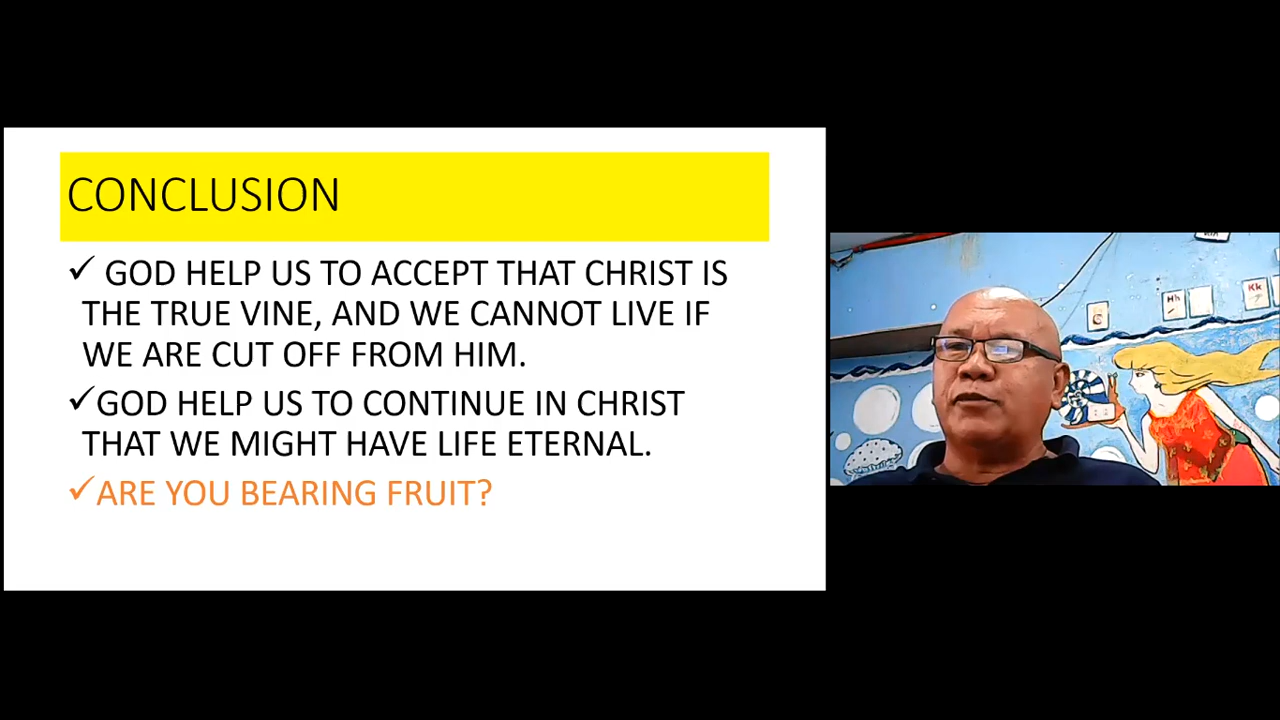 CONCLUSION
✓ GOD HELP US TO ACCEPT THAT CHRIST IS
THE TRUE VINE, AND WE CANNOT LIVE IF
WE ARE CUT OFF FROM HIM.
✓GOD HELP US TO CONTINUE IN CHRIST
THAT WE MIGHT HAVE LIFE ETERNAL.
✓ARE YOU BEARING FRUIT?
Hh
Kk